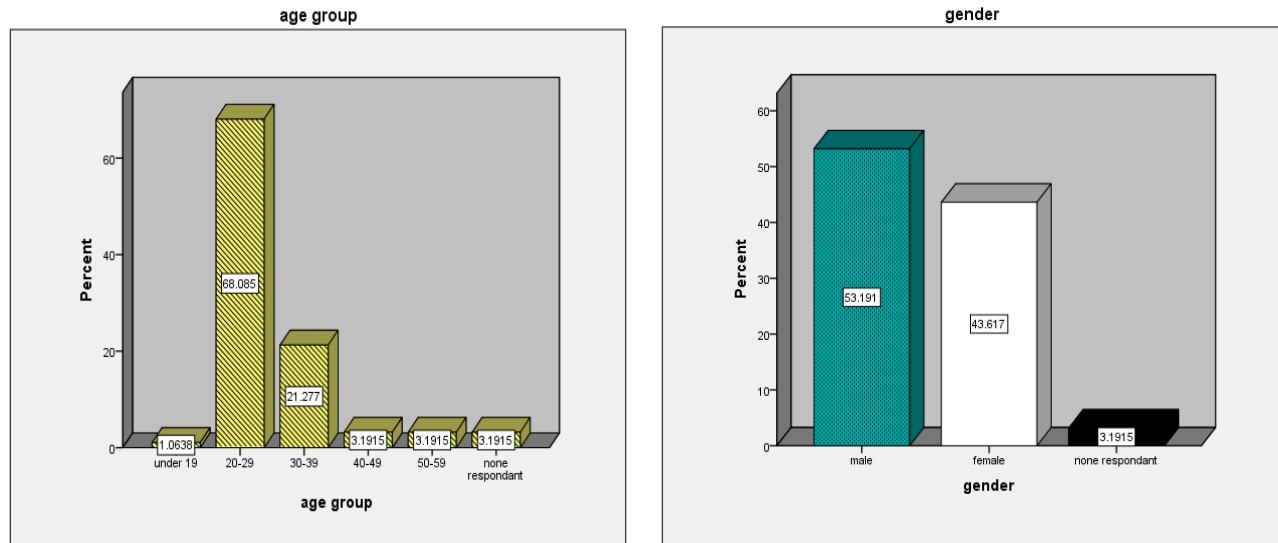 age group
Percent
60
40
20
0
1.0638
68.085
21.277
3.1915
3.1915
3.1915
under 19
20-29
30-39
40-49
50-59
none
respondant
age group
gender
Percent
60
50
40
30
20
10
0
53.191
43.617
3.1915
male
female
none respondant
gender